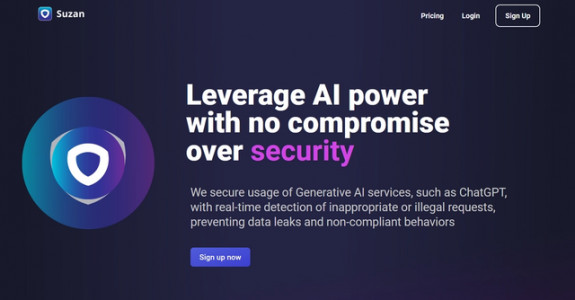 Suzan
Pricing
Login
Sign Up
Leverage AI power
with no compromise
over security
We secure usage of Generative AI services, such as ChatGPT,
with real-time detection of inappropriate or illegal requests,
preventing data leaks and non-compliant behaviors
Sign up now